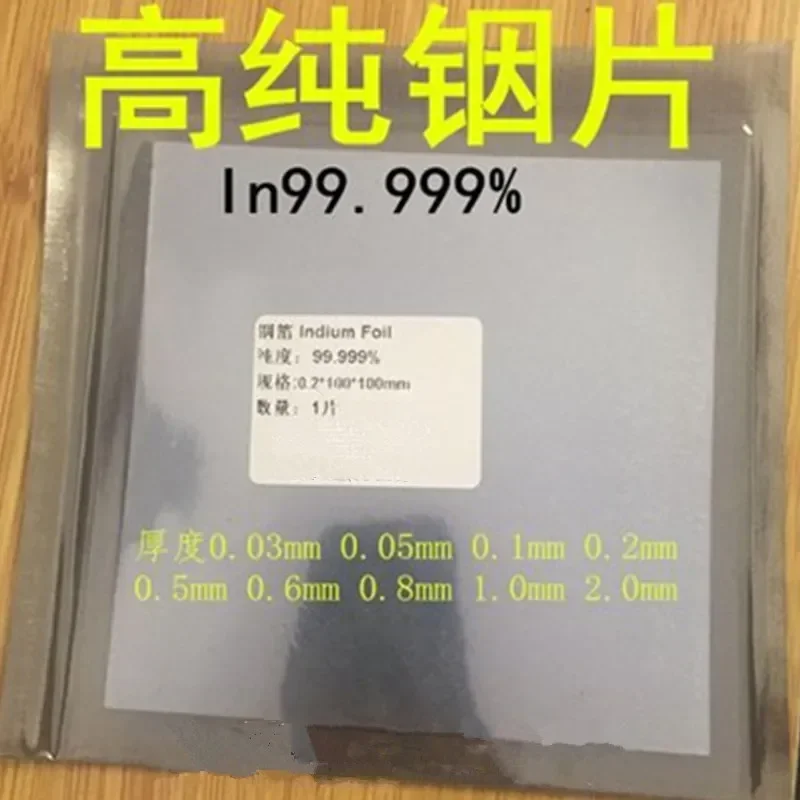 高纯铟片
In99.999%
铟箔 Indium Foil
纯度：99.999%
规格:0.2*100*100mm
数量：1片
厚度0.03mm 0.05mm 0.1mm 0.2mm
0.5mm 0.6mm 0.8mm 1.0mm 2.0mm